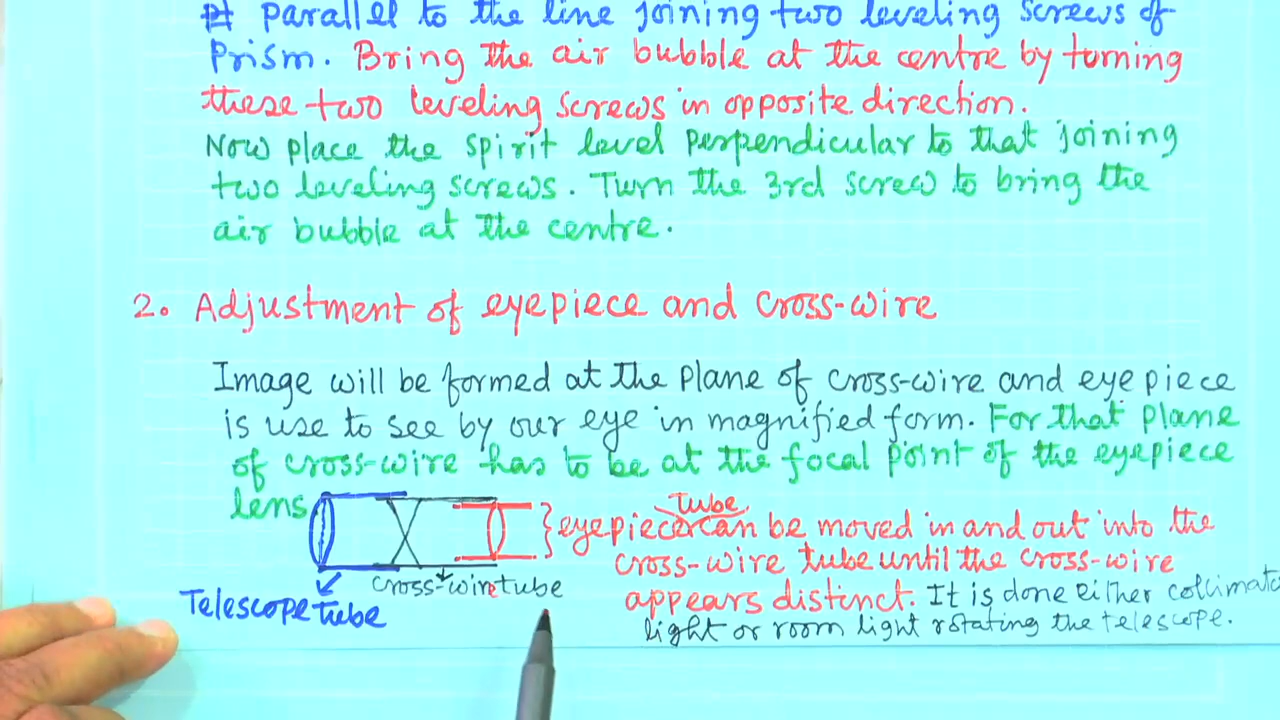 parallel to the line joining two leveling screws of
Prism. Bring the air bubble at the centre by turning
these two leveling screws in opposite direction.
Now place the spirit level perpendicular to that joining
two leveling screws. Turn the 3rd screw to bring the
air bubble at the centre.
2. Adjustment of eyepiece and cross-wire
Image will be formed at the plane of cross-wire and eyepiece
is use to see by our eye in magnified form. For that plane
of cross-wire has to be at the focal point of the eyepiece
lens
Tube
eyepiece can be moved in and out into the
cross-wire tube until the cross-wire
appears distinct. It is done either collimato
light or room light rotating the telescope.
cross-wire tube
Telescope tube